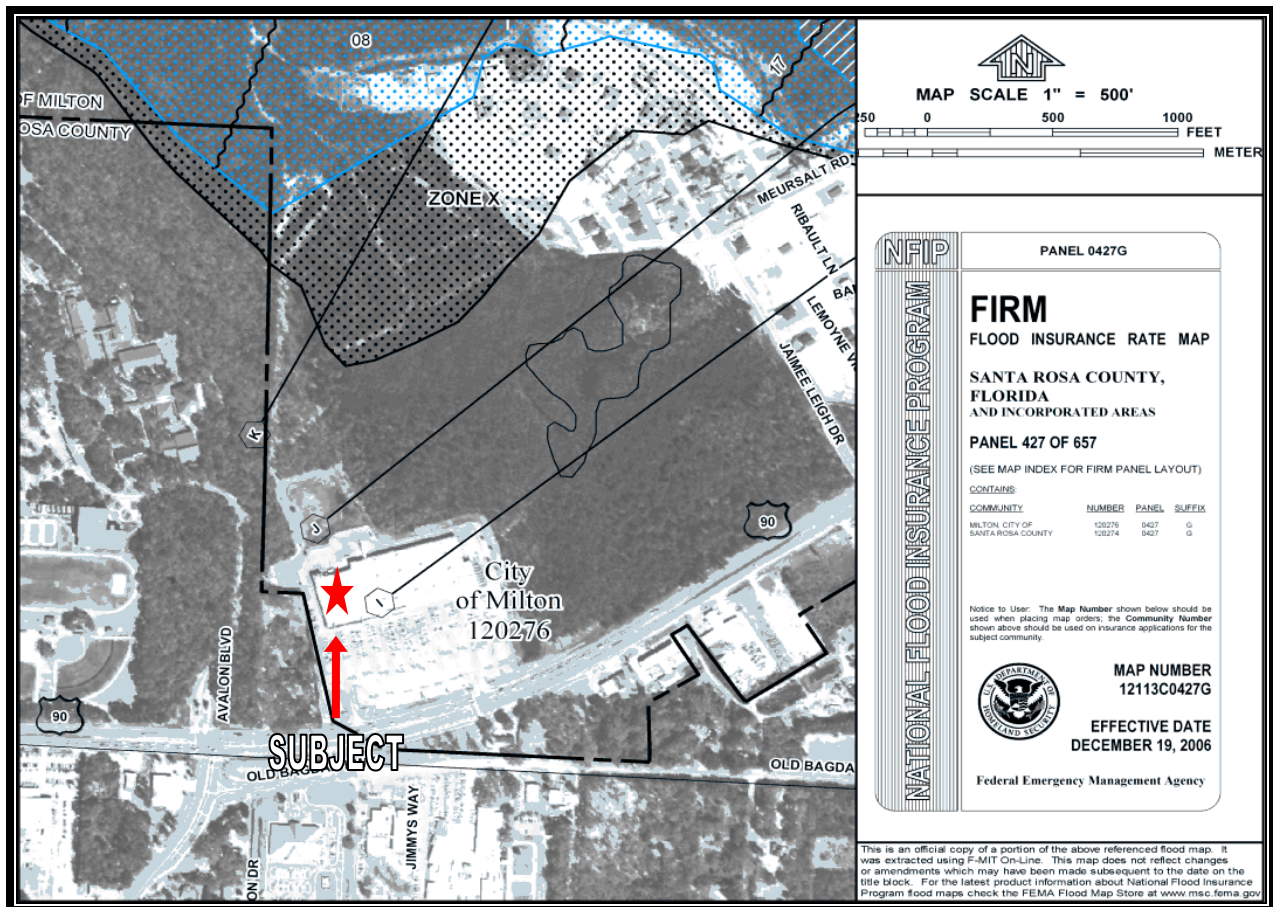 08
17
OF MILTON
ROSA COUNTY
ZONE X
MEURSALT RD
RIBAULT LN
LEMOYNE
JAIMEE LEIGH DR
K
J
I
90
City
of Milton
120276
AVALON BLVD
90
SUBJECT
OLD
OLD BAGDA
JIMMYS WAY
ON DR
N
MAP SCALE 1" = 500'
250 0 500 1000
FEET
METER
NFIP
NATIONAL FLOOD INSURANCE PROGRAM
PANEL 0427G
FIRM
FLOOD INSURANCE RATE MAP
SANTA ROSA COUNTY,
FLORIDA
AND INCORPORATED AREAS
PANEL 427 OF 657
(SEE MAP INDEX FOR FIRM PANEL LAYOUT)
CONTAINS:
COMMUNITY NUMBER PANEL SUFFIX
MILTON, CITY OF 120276 0427 G
SANTA ROSA COUNTY 120274 0427 G
Notice to User: The Map Number shown below should be
used when placing map orders; the Community Number
shown above should be used on insurance applications for the
subject community.
U.S. DEPARTMENT OF
HOMELAND SECURITY
MAP NUMBER
12113C0427G
EFFECTIVE DATE
DECEMBER 19, 2006
Federal Emergency Management Agency
This is an official copy of a portion of the above referenced flood map. It
was extracted using F-MIT On-Line. This map does not reflect changes
or amendments which may have been made subsequent to the date on the
title block. For the latest product information about National Flood Insurance
Program flood maps check the FEMA Flood Map Store at www.msc.fema.gov